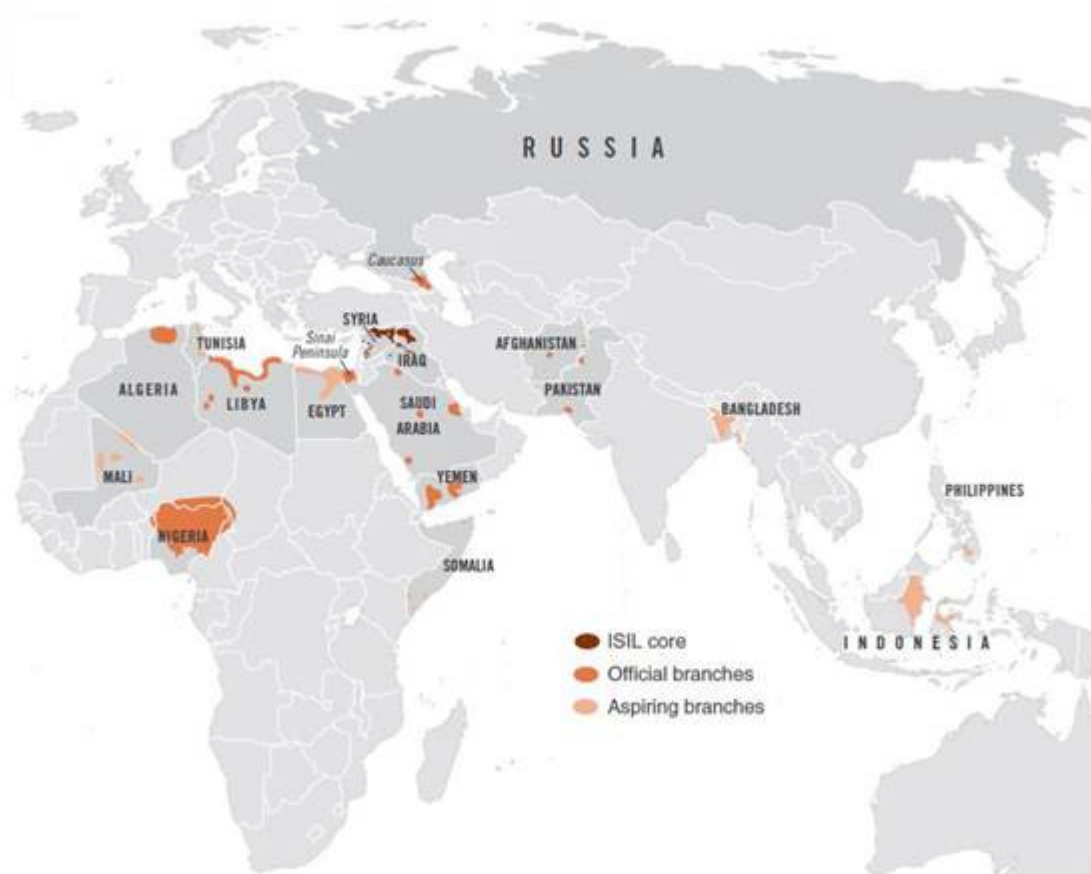 RUSSIA
Caucasus
SYRIA
Sinai
Peninsula
TUNISIA
IRAQ
AFGHANISTAN
ALGERIA
LIBYA
EGYPT
SAUDI
ARABIA
PAKISTAN
BANGLADESH
MALI
YEMEN
PHILIPPINES
NIGERIA
SOMALIA
INDONESIA
ISIL core
Official branches
Aspiring branches